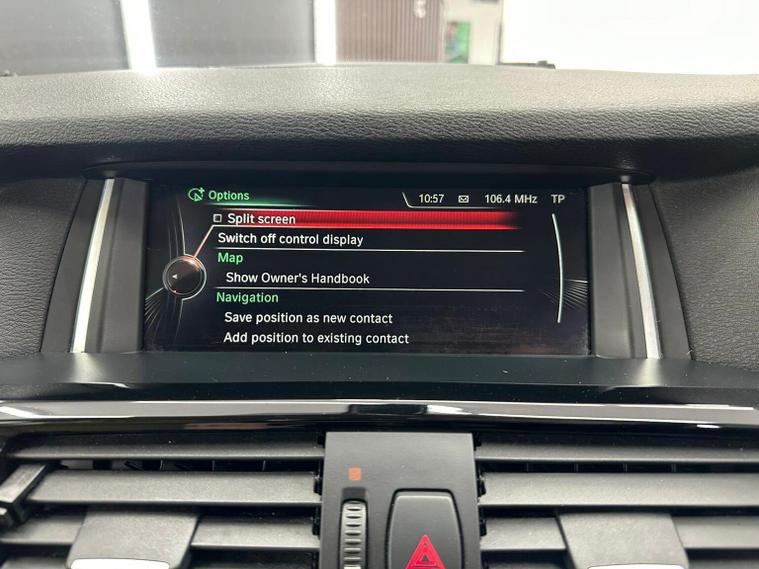 Options
10:57 106.4 MHz TP
Split screen
Switch off control display
Map
Show Owner's Handbook
Navigation
Save position as new contact
Add position to existing contact